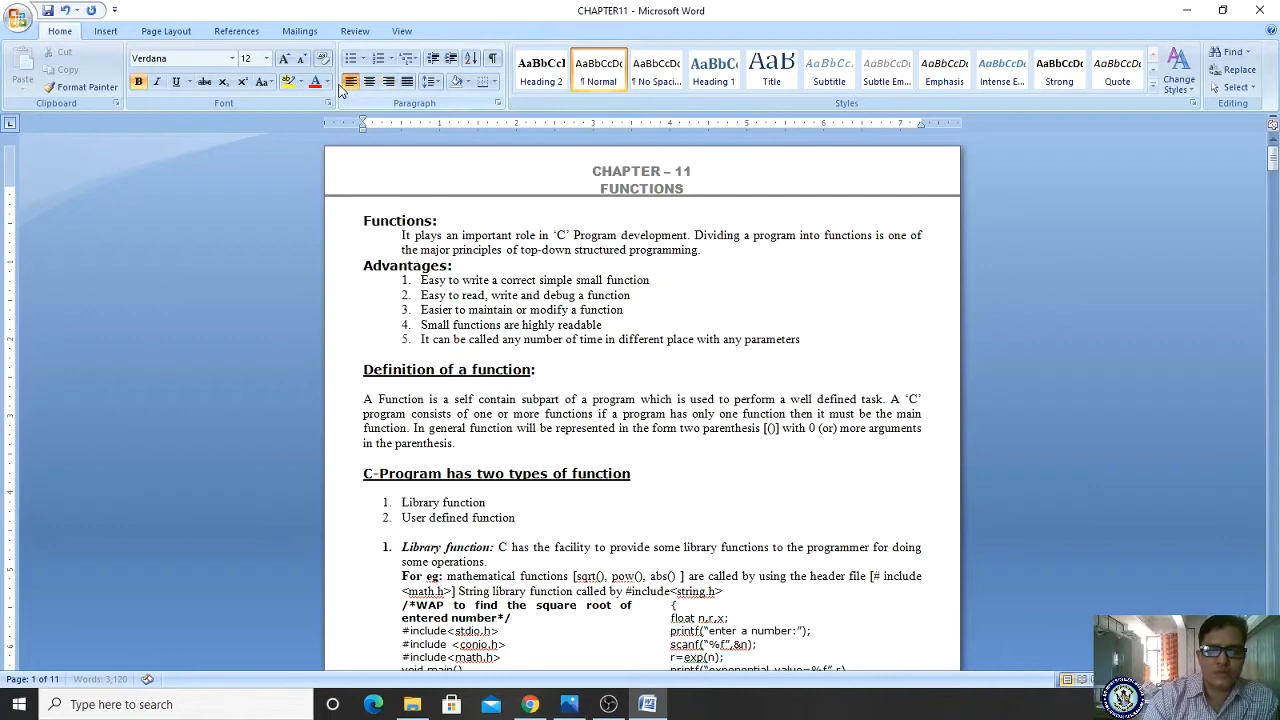 CHAPTER11 - Microsoft Word
Home Insert Page Layout References Mailings Review View
Cut
Copy
Format Painter
Paste
Clipboard
Verdana 12
Font
Paragraph
AaBbCcI AaBbCcDc AaBbCcDc AaBbCc AaB AaBbCc. AaBbCcDc AaBbCcDc AaBbCcDc AaBbCcDc AaBbCcDc
Heading 2 ¶ Normal ¶ No Spaci... Heading 1 Title Subtitle Subtle Em... Emphasis Intense E... Strong Quote
Change Styles
Styles
Find
Replace
Select
Editing
CHAPTER – 11
FUNCTIONS
Functions:
It plays an important role in ‘C’ Program development. Dividing a program into functions is one of
the major principles of top-down structured programming.
Advantages:
1. Easy to write a correct simple small function
2. Easy to read, write and debug a function
3. Easier to maintain or modify a function
4. Small functions are highly readable
5. It can be called any number of time in different place with any parameters
Definition of a function:
A Function is a self contain subpart of a program which is used to perform a well defined task. A ‘C’
program consists of one or more functions if a program has only one function then it must be the main
function. In general function will be represented in the form two parenthesis [()] with 0 (or) more arguments
in the parenthesis.
C-Program has two types of function
1. Library function
2. User defined function
1. Library function: C has the facility to provide some library functions to the programmer for doing
some operations.
For eg: mathematical functions [sqrt(), pow(), abs() ] are called by using the header file [# include
<math.h>] String library function called by #include<string.h>
/*WAP to find the square root of
entered number*/
#include<stdio.h>
#include <conio.h>
#include<math.h>
void main()
{
float n,r,x;
printf(“enter a number:”);
scanf(“%f”,&n);
r=exp(n);
printf(“exponential value=%f”,r)
Page: 1 of 11 Words: 3,120
Type here to search